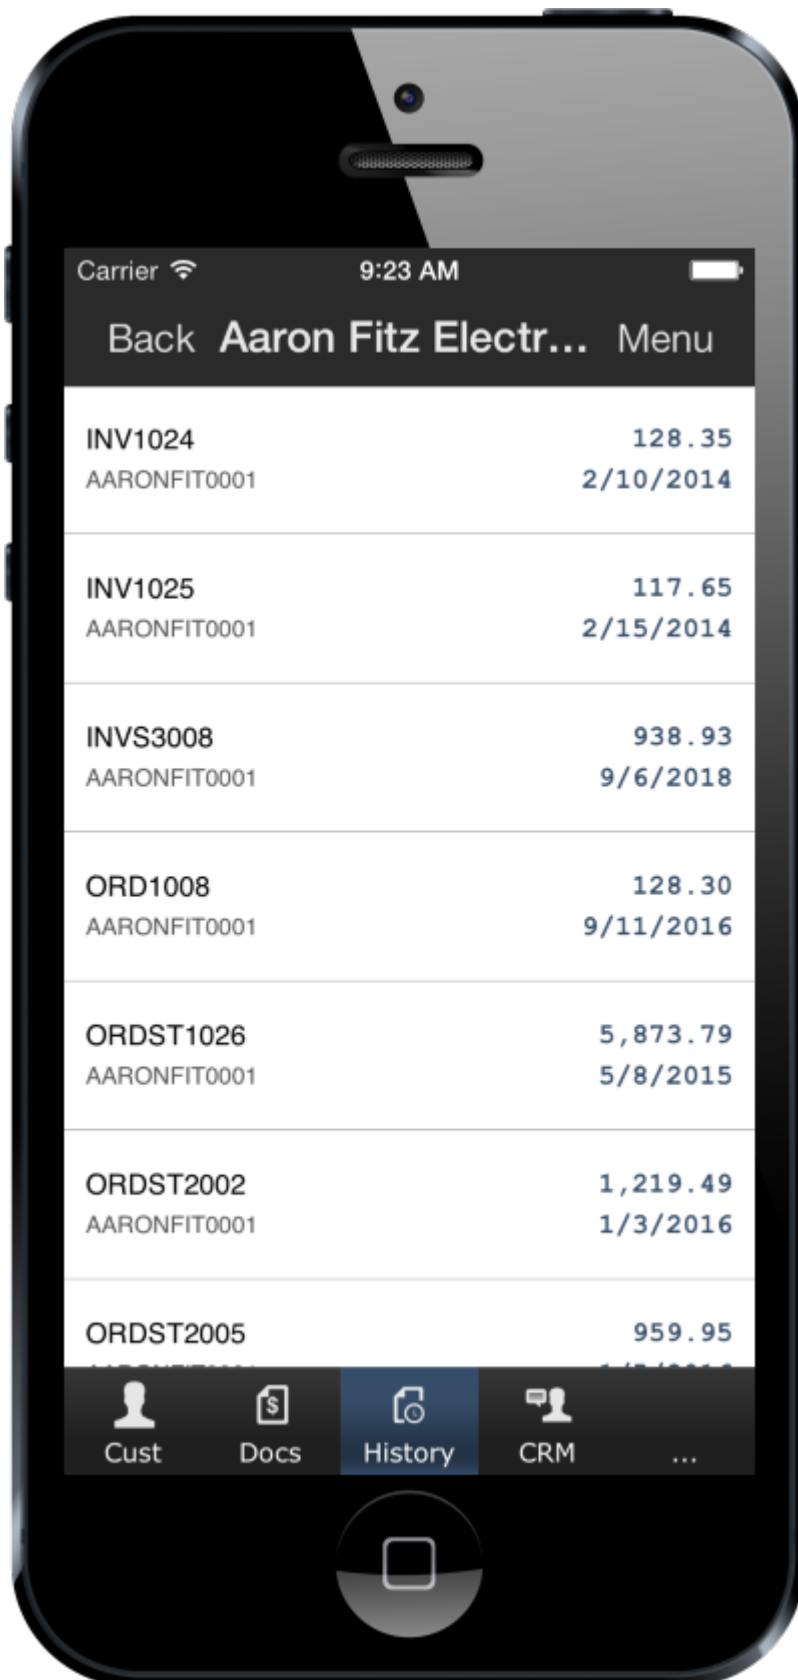 Carrier 9:23 AM
Back Aaron Fitz Electr... Menu
INV1024 128.35
AARONFIT0001 2/10/2014
INV1025 117.65
AARONFIT0001 2/15/2014
INVS3008 938.93
AARONFIT0001 9/6/2018
ORD1008 128.30
AARONFIT0001 9/11/2016
ORDST1026 5,873.79
AARONFIT0001 5/8/2015
ORDST2002 1,219.49
AARONFIT0001 1/3/2016
ORDST2005 959.95
Cust Docs History CRM ...